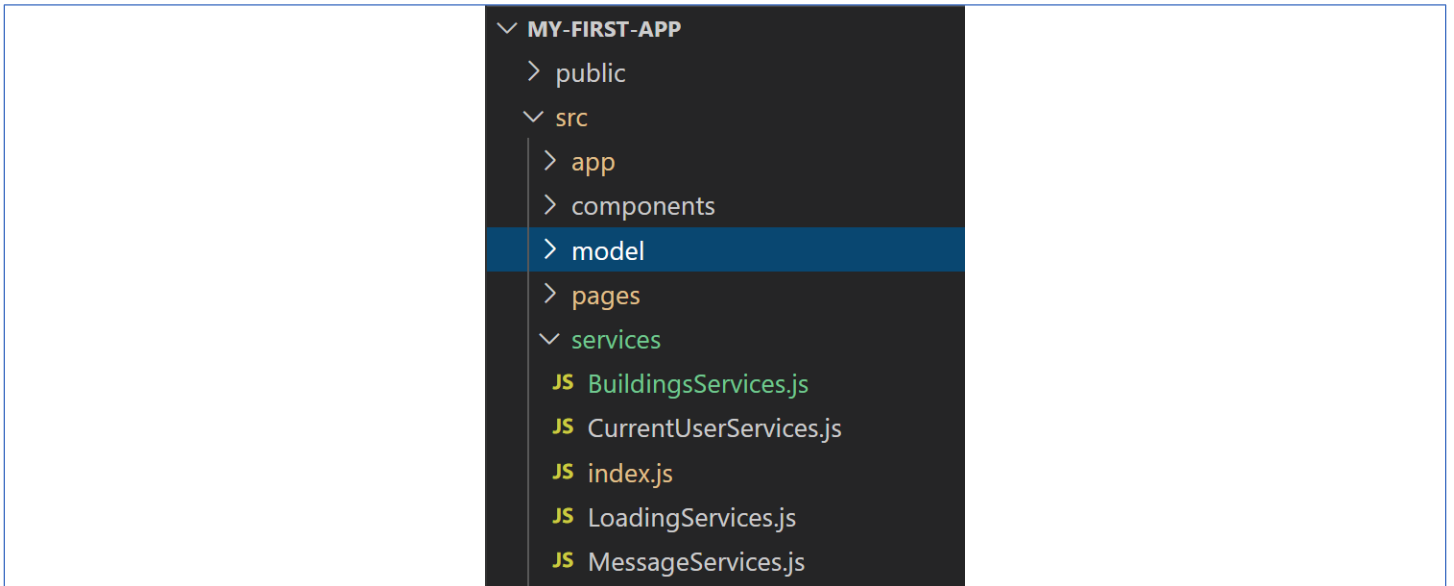 MY-FIRST-APP
public
src
app
components
model
pages
services
JS BuildingsServices.js
JS CurrentUserServices.js
JS index.js
JS LoadingServices.js
JS MessageServices.js